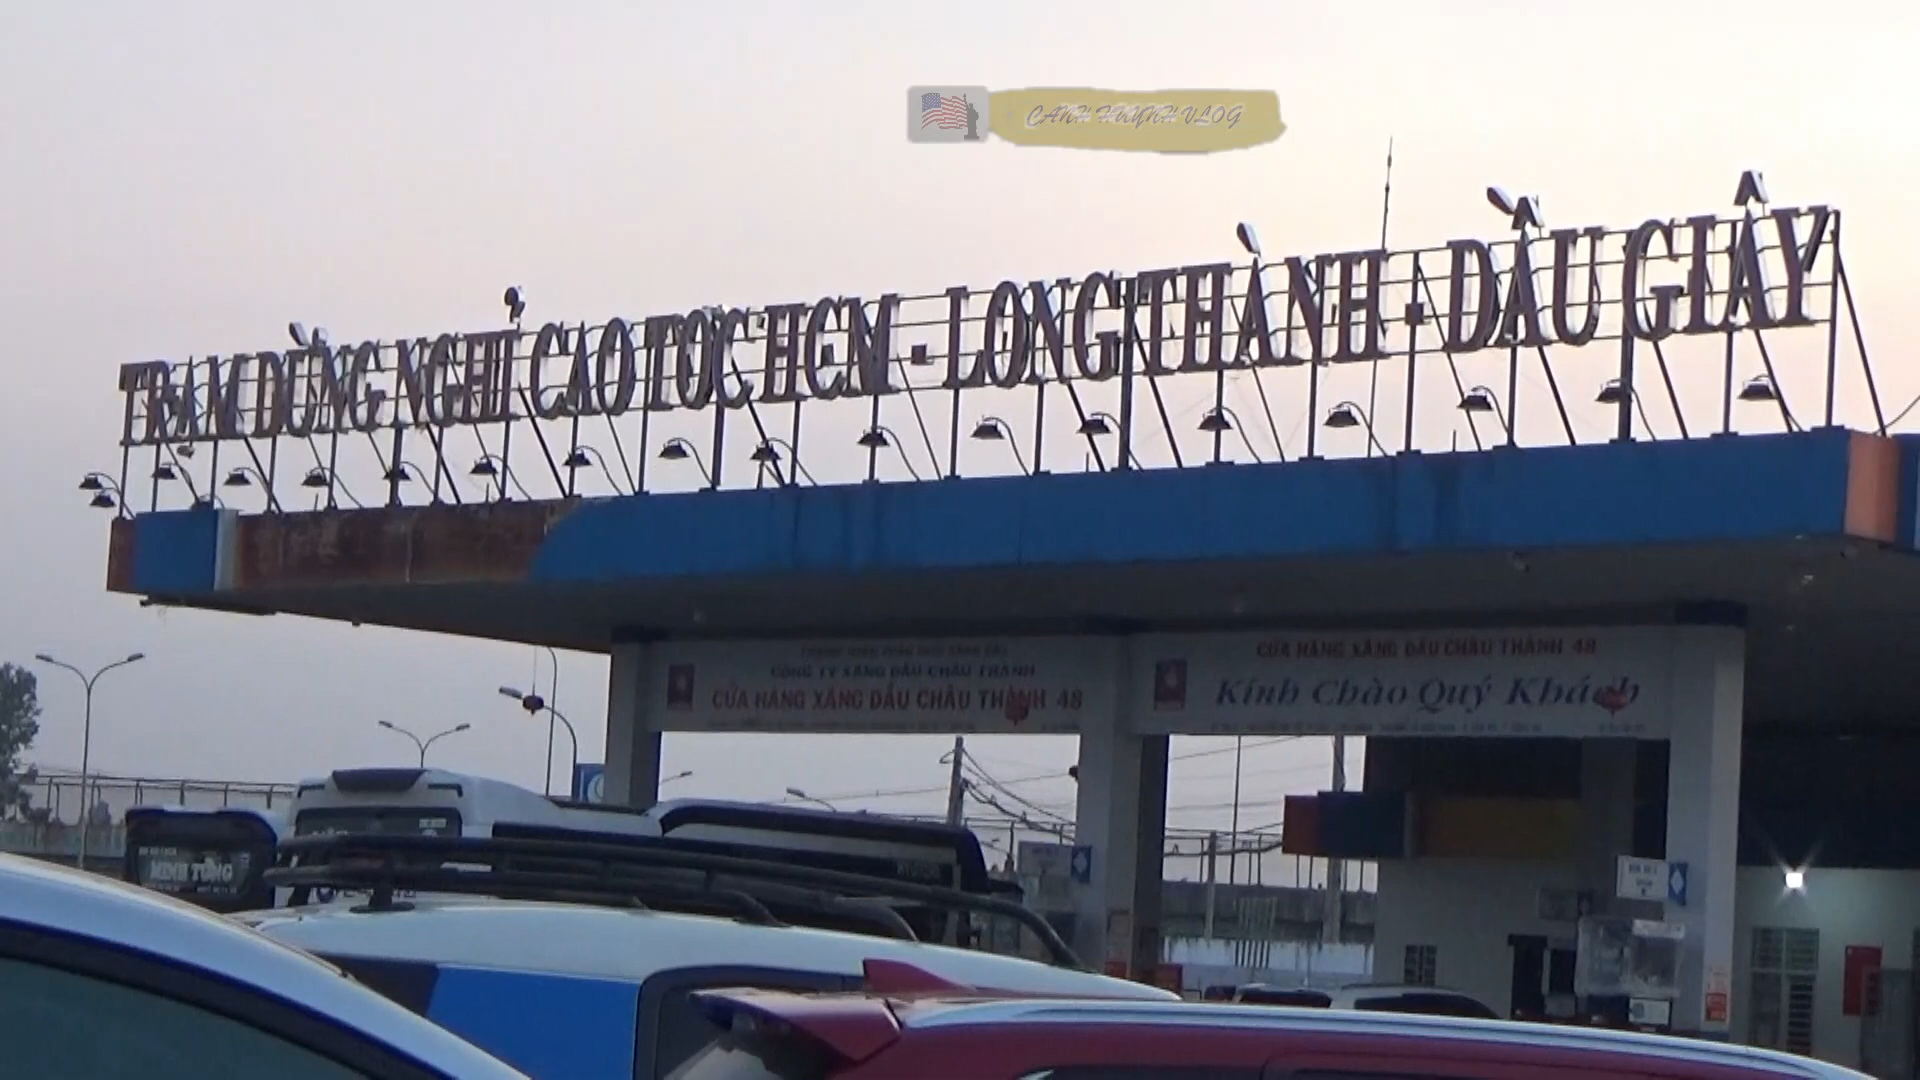 CANH HUYNH VLOG
TRẠM DỪNG NGHỈ CAO TỐC HCM - LONG THÀNH - DẦU GIÂY
CÔNG TY XĂNG DẦU CHÂU THÀNH
CỬA HÀNG XĂNG DẦU CHÂU THÀNH 48
CỬA HÀNG XĂNG DẦU CHÂU THÀNH 48
Kính Chào Quý Khách
MINH TÙNG